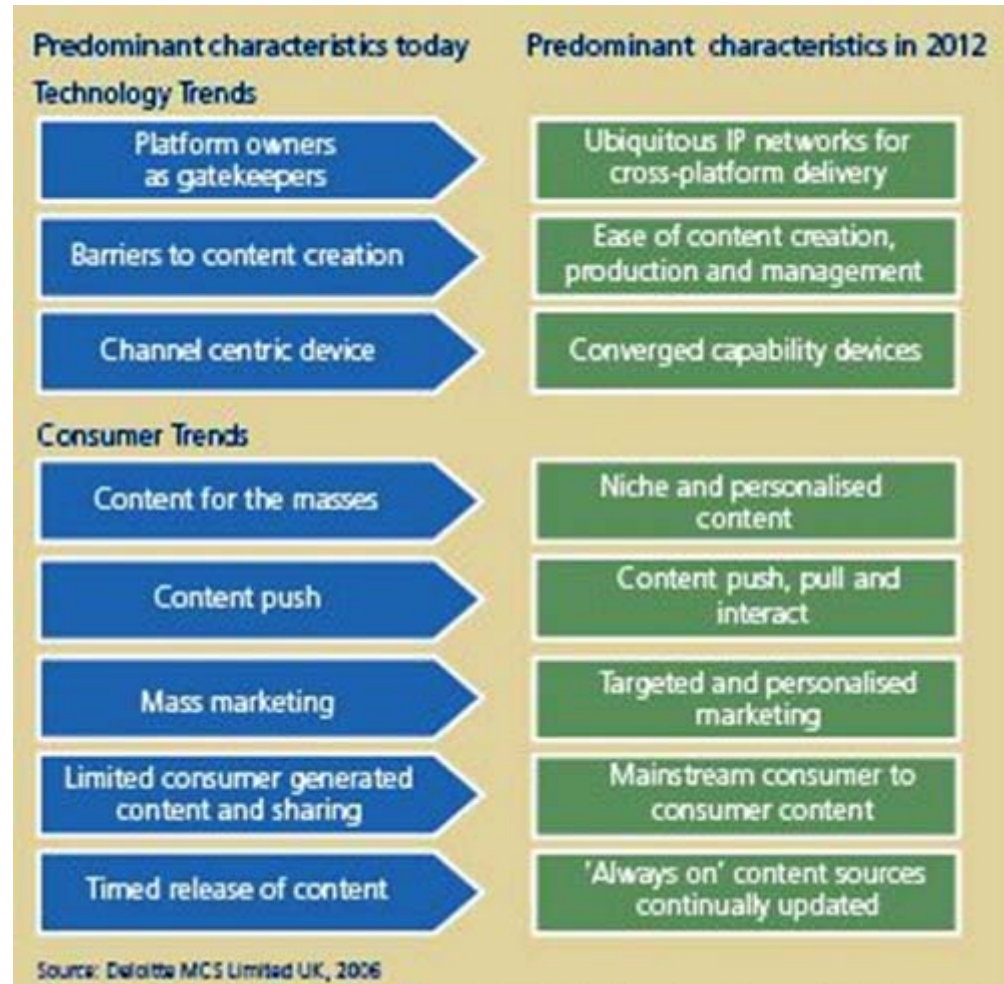 Predominant characteristics today
Predominant characteristics in 2012
Technology Trends
Platform owners
as gatekeepers
Ubiquitous IP networks for
cross-platform delivery
Barriers to content creation
Ease of content creation,
production and management
Channel centric device
Converged capability devices
Consumer Trends
Content for the masses
Niche and personalised
content
Content push
Content push, pull and
interact
Mass marketing
Targeted and personalised
marketing
Limited consumer generated
content and sharing
Mainstream consumer to
consumer content
Timed release of content
'Always on' content sources
continually updated
Source: Deloitte MCS Limited UK, 2006